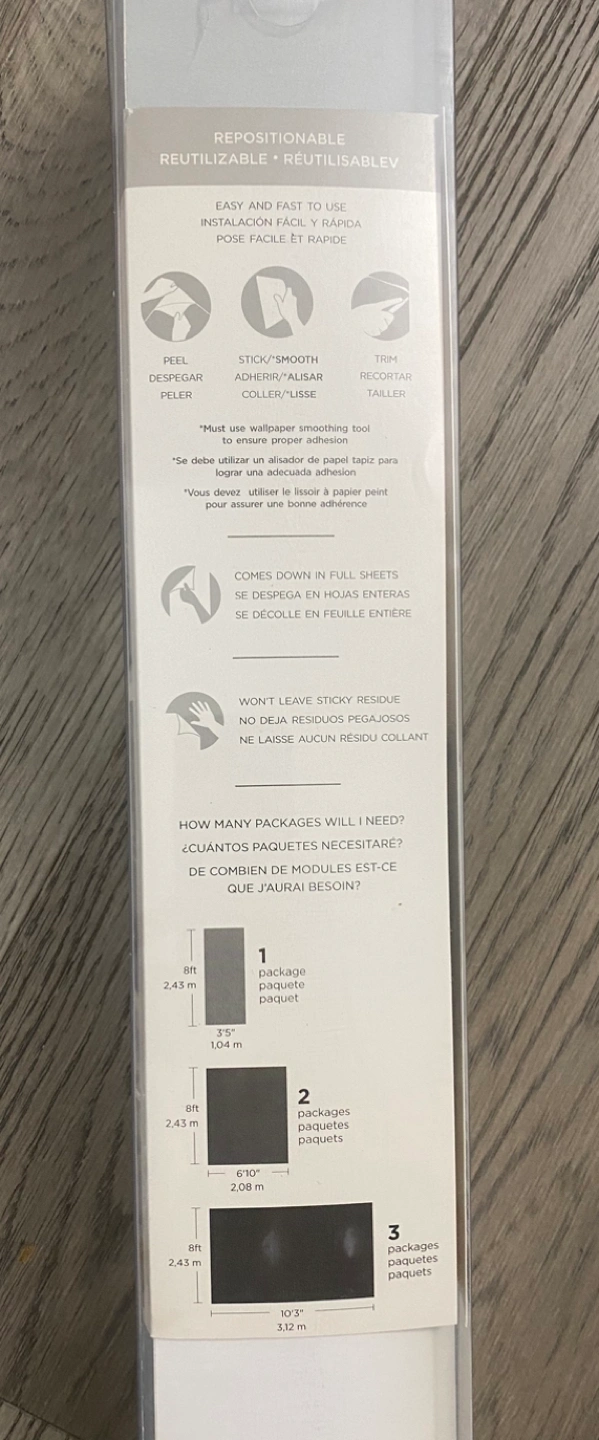 REPOSITIONABLE
REUTILIZABLE • RÉUTILISABLEV
EASY AND FAST TO USE
INSTALACIÓN FÁCIL Y RÁPIDA
POSE FACILE ET RAPIDE
PEEL
DESPEGAR
PELER
STICK/*SMOOTH
ADHERIR/*ALISAR
COLLER/*LISSE
TRIM
RECORTAR
TAILLER
*Must use wallpaper smoothing tool
to ensure proper adhesion
*Se debe utilizar un alisador de papel tapiz para
lograr una adecuada adhesion
*Vous devez utiliser le lissoir à papier peint
pour assurer une bonne adhérence
COMES DOWN IN FULL SHEETS
SE DESPEGA EN HOJAS ENTERAS
SE DÉCOLLE EN FEUILLE ENTIÈRE
WON'T LEAVE STICKY RESIDUE
NO DEJA RESIDUOS PEGAJOSOS
NE LAISSE AUCUN RÉSIDU COLLANT
HOW MANY PACKAGES WILL I NEED?
¿CUÁNTOS PAQUETES NECESITARÉ?
DE COMBIEN DE MODULES EST-CE
QUE J'AURAI BESOIN?
8ft
2,43 m
1
package
paquete
paquet
3'5"
1,04 m
8ft
2,43 m
2
packages
paquetes
paquets
6'10"
2,08 m
8ft
2,43 m
3
packages
paquetes
paquets
10'3"
3,12 m